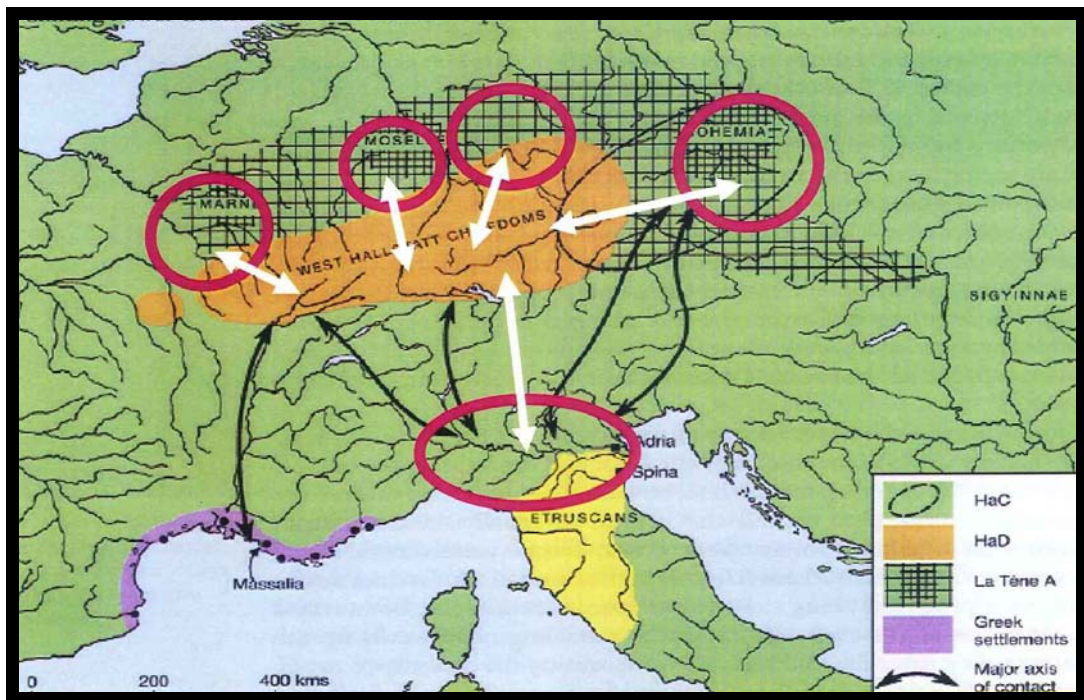 MOSEL
BOHEMIA
MARN
WEST HALLSTATT CHIEFDOMS
SIGYINNAE
Adria
Spina
ETRUSCANS
Massalia
HaC
HaD
La Tène A
Greek
settlements
Major axis
of contact
0 200 400 kms